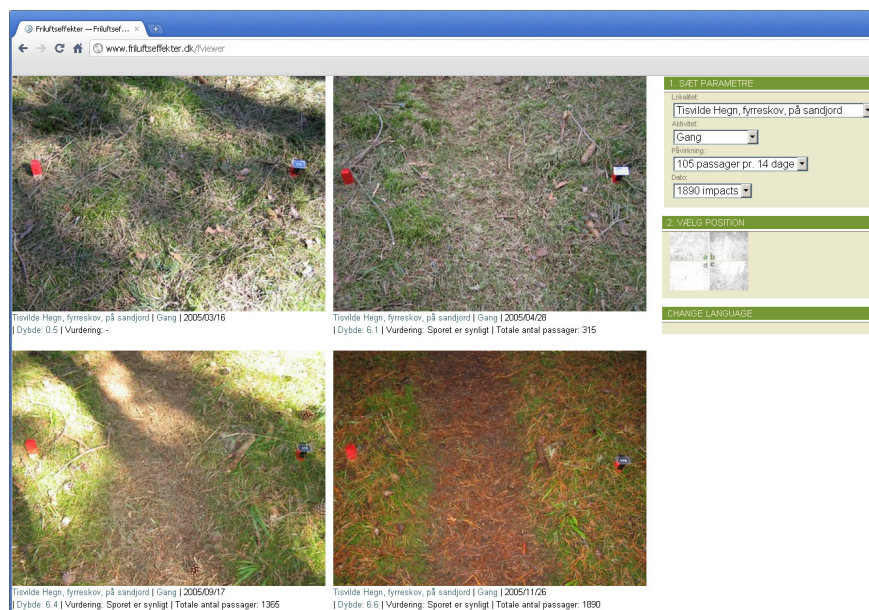 Friluftseffekter — Friluftsef...
www.friluftseffekter.dk/fviewer
Tisvilde Hegn, fyrreskov, på sandjord | Gang | 2005/03/16
| Dybde: 0.5 | Vurdering: -
Tisvilde Hegn, fyrreskov, på sandjord | Gang | 2005/04/28
| Dybde: 6.1 | Vurdering: Sporet er synligt | Totale antal passager: 315
Tisvilde Hegn, fyrreskov, på sandjord | Gang | 2005/09/17
| Dybde: 6.4 | Vurdering: Sporet er synligt | Totale antal passager: 1365
Tisvilde Hegn, fyrreskov, på sandjord | Gang | 2005/11/26
| Dybde: 6.6 | Vurdering: Sporet er synligt | Totale antal passager: 1890
1. SÆT PARAMETRE
Lokalitet:
Tisvilde Hegn, fyrreskov, på sandjord
Aktivitet:
Gang
Påvirkning:
105 passager pr. 14 dage
Dato:
1890 impacts
2. VÆLG POSITION
a b
d c
CHANGE LANGUAGE